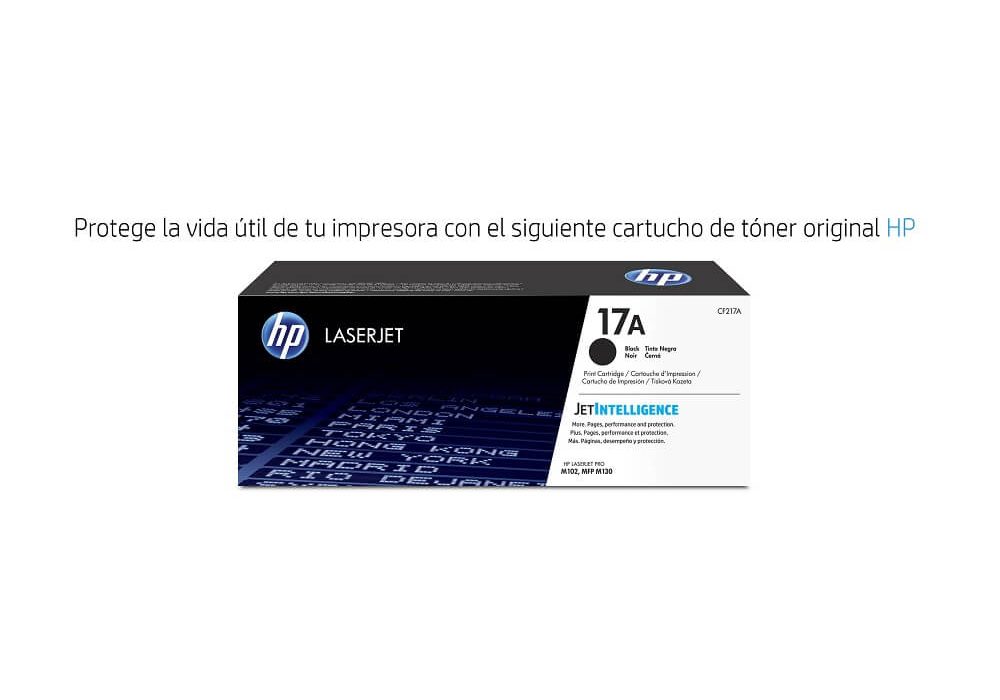 Protege la vida útil de tu impresora con el siguiente cartucho de tóner original HP
hp
hp LASERJET
17A
CF217A
Black Tinte Negro
Noir Černá
Print Cartridge / Cartouche d'Impression /
Cartucho de Impresión / Tisková Kazeta
JETINTELLIGENCE
More. Pages, performance and protection.
Plus. Pages, performance et protection.
Más. Páginas, desempeño y protección.
HP LASERJET PRO
M102, MFP M130
BERLIN
LONDON LOS ANGELES
MIAMI
PARIS
TOKYO
HONG KONG
NEW YORK
MADRID
RIO DE JANE